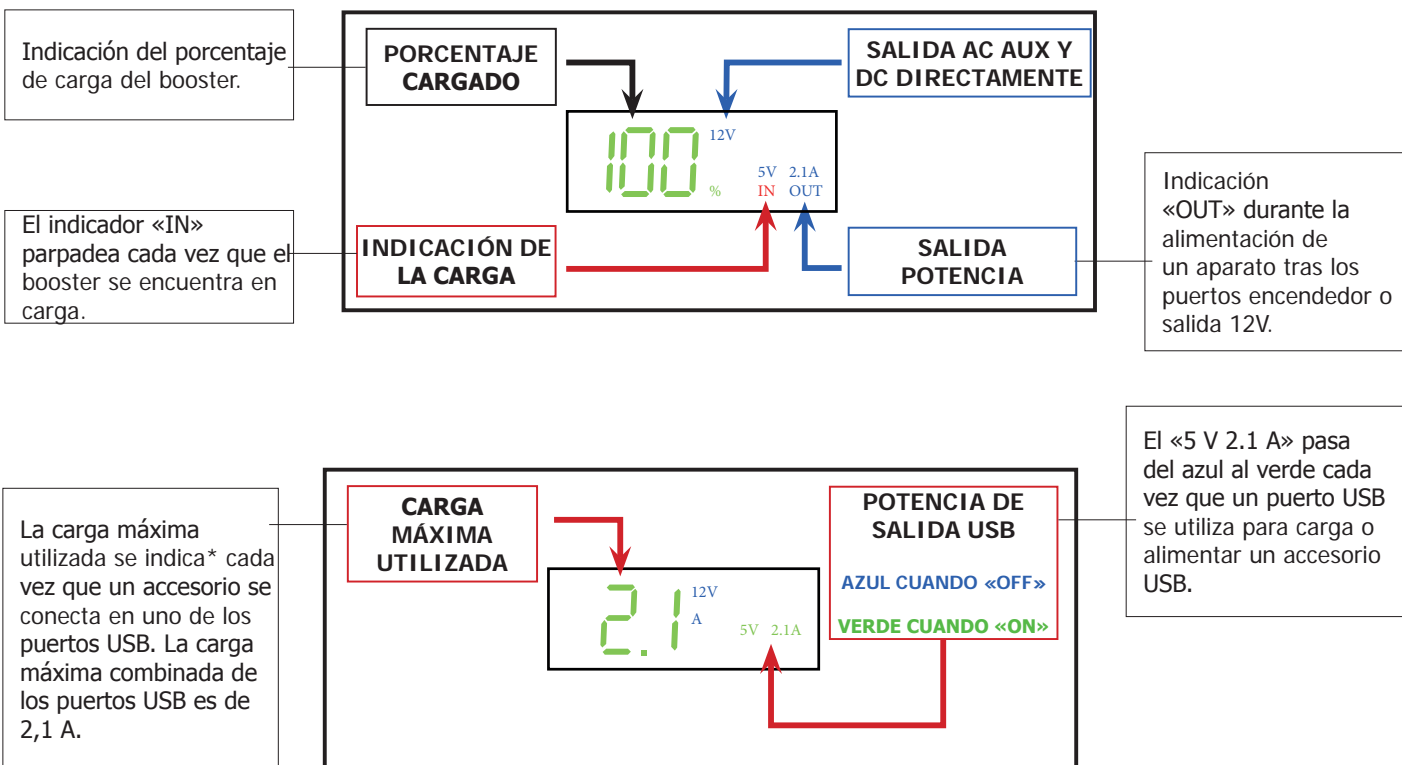 Indicación del porcentaje
de carga del booster.
PORCENTAJE
CARGADO
SALIDA AC AUX Y
DC DIRECTAMENTE
100
12V
%
5V 2.1A
IN OUT
El indicador «IN»
parpadea cada vez que el
booster se encuentra en
carga.
INDICACIÓN DE
LA CARGA
SALIDA
POTENCIA
Indicación
«OUT» durante la
alimentación de
un aparato tras los
puertos encendedor o
salida 12V.
La carga máxima
utilizada se indica* cada
vez que un accesorio se
conecta en uno de los
puertos USB. La carga
máxima combinada de
los puertos USB es de
2,1 A.
CARGA
MÁXIMA
UTILIZADA
2.1
12V
A
5V 2.1A
POTENCIA DE
SALIDA USB
AZUL CUANDO «OFF»
VERDE CUANDO «ON»
El «5 V 2.1 A» pasa
del azul al verde cada
vez que un puerto USB
se utiliza para carga o
alimentar un accesorio
USB.